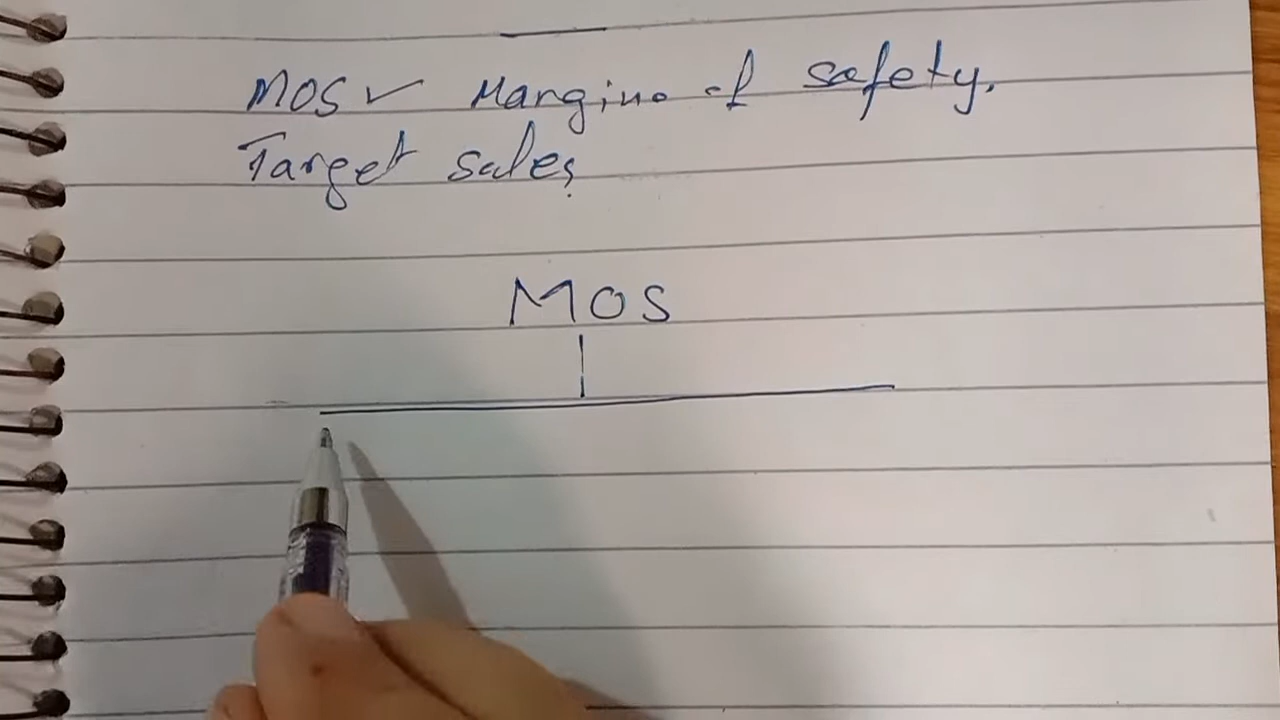 MOS ✓ Margin. of safety.
Target sales
MOS